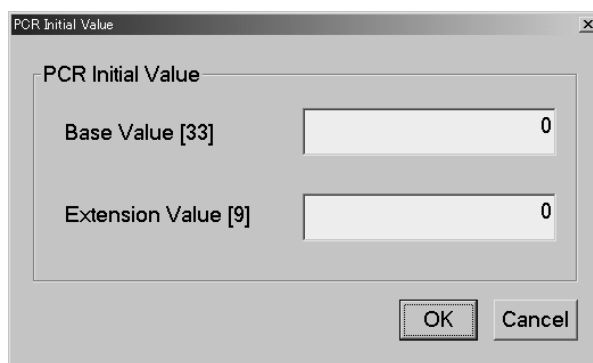 PCR Initial Value
PCR Initial Value
Base Value [33] 0
Extension Value [9] 0
OK Cancel